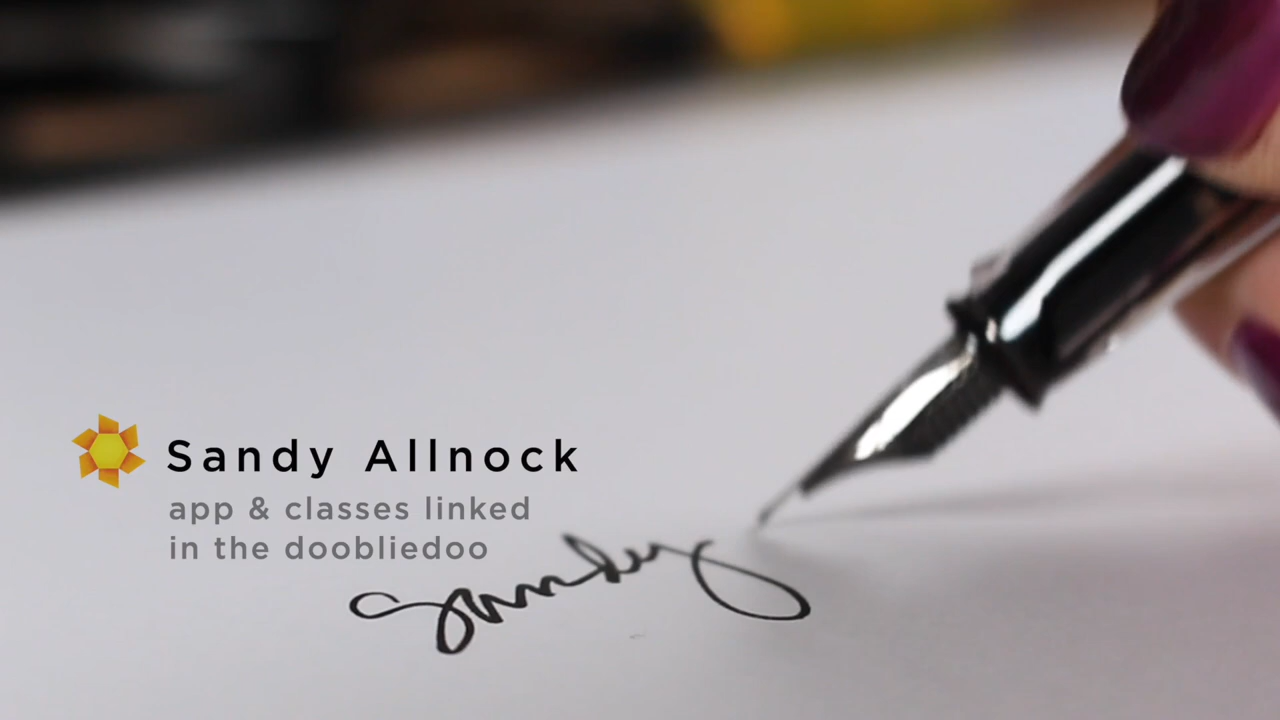 Sandy Allnock
app & classes linked
in the doobliedoo
Sandy